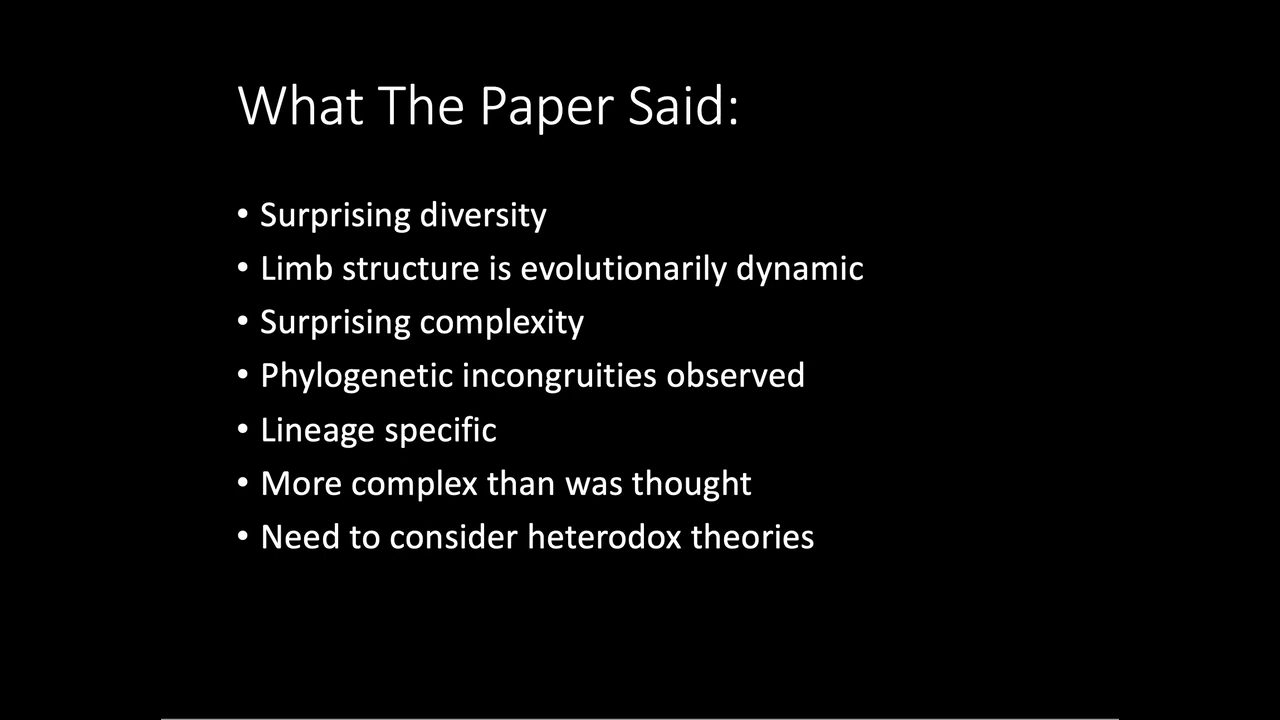 What The Paper Said:
• Surprising diversity
• Limb structure is evolutionarily dynamic
• Surprising complexity
• Phylogenetic incongruities observed
• Lineage specific
• More complex than was thought
• Need to consider heterodox theories